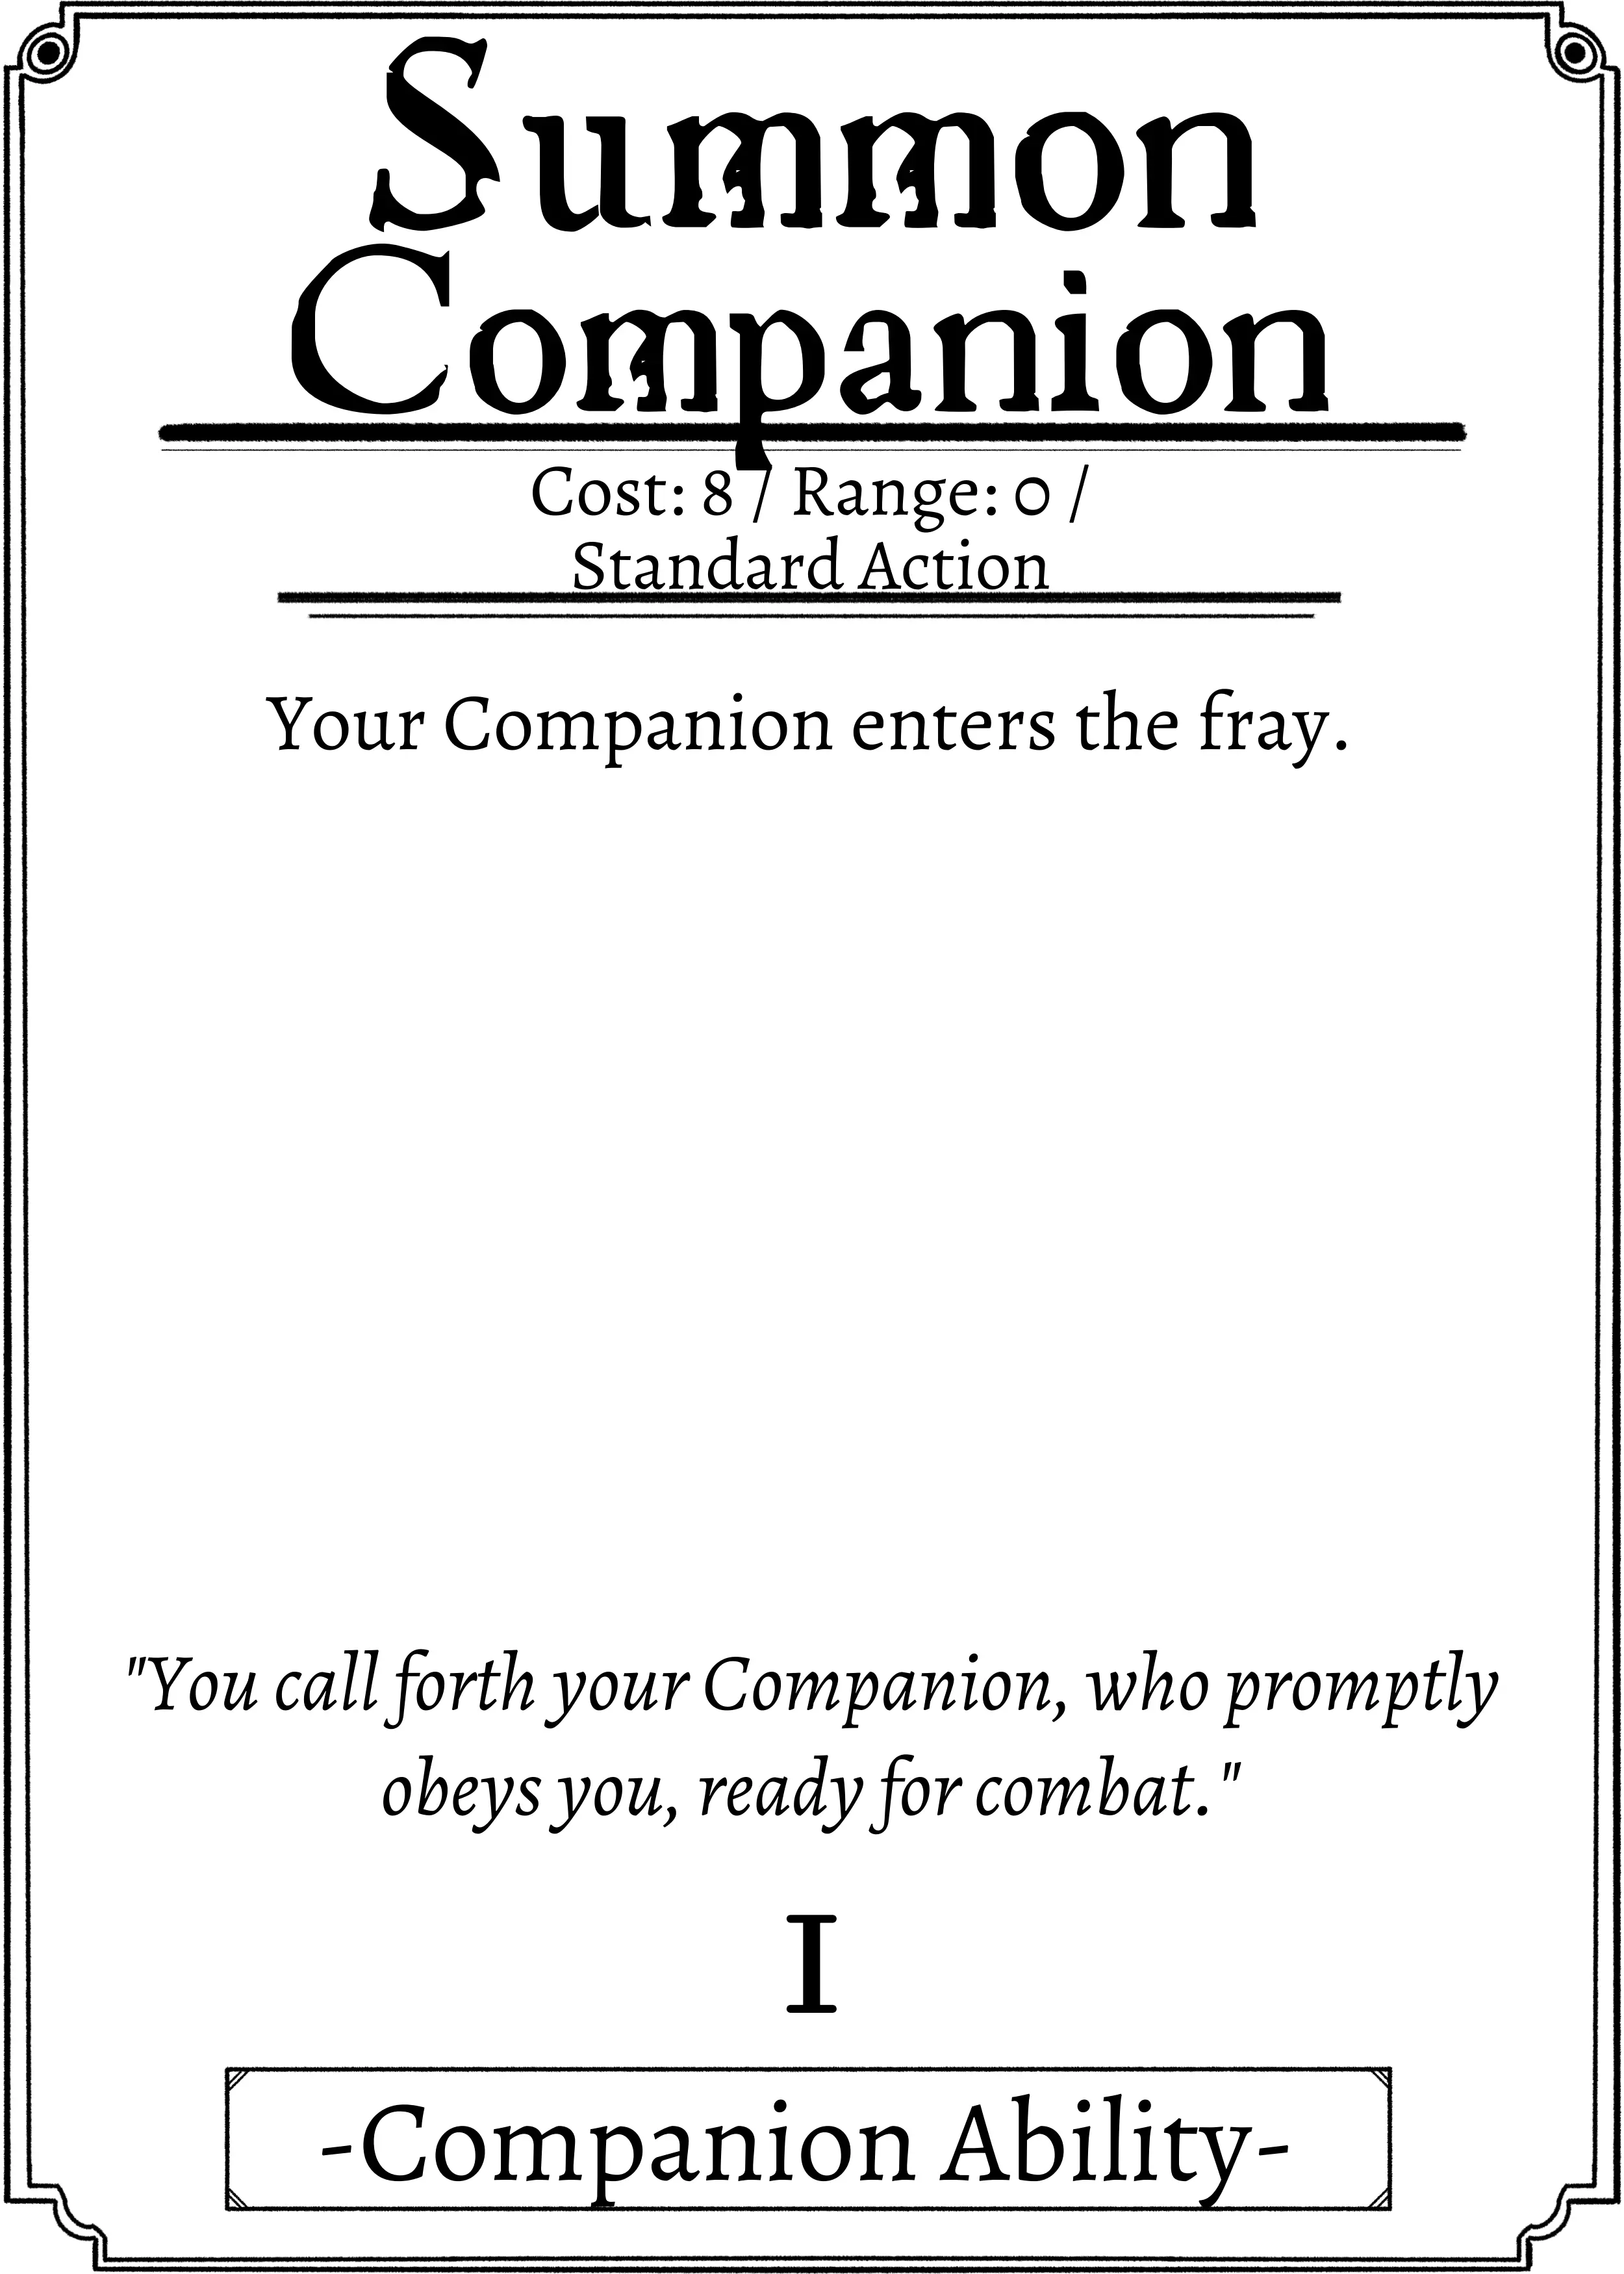 Summon
Companion
Cost: 8 / Range: 0 /
Standard Action
Your Companion enters the fray.
"You call forth your Companion, who promptly
obeys you, ready for combat."
I
-Companion Ability-